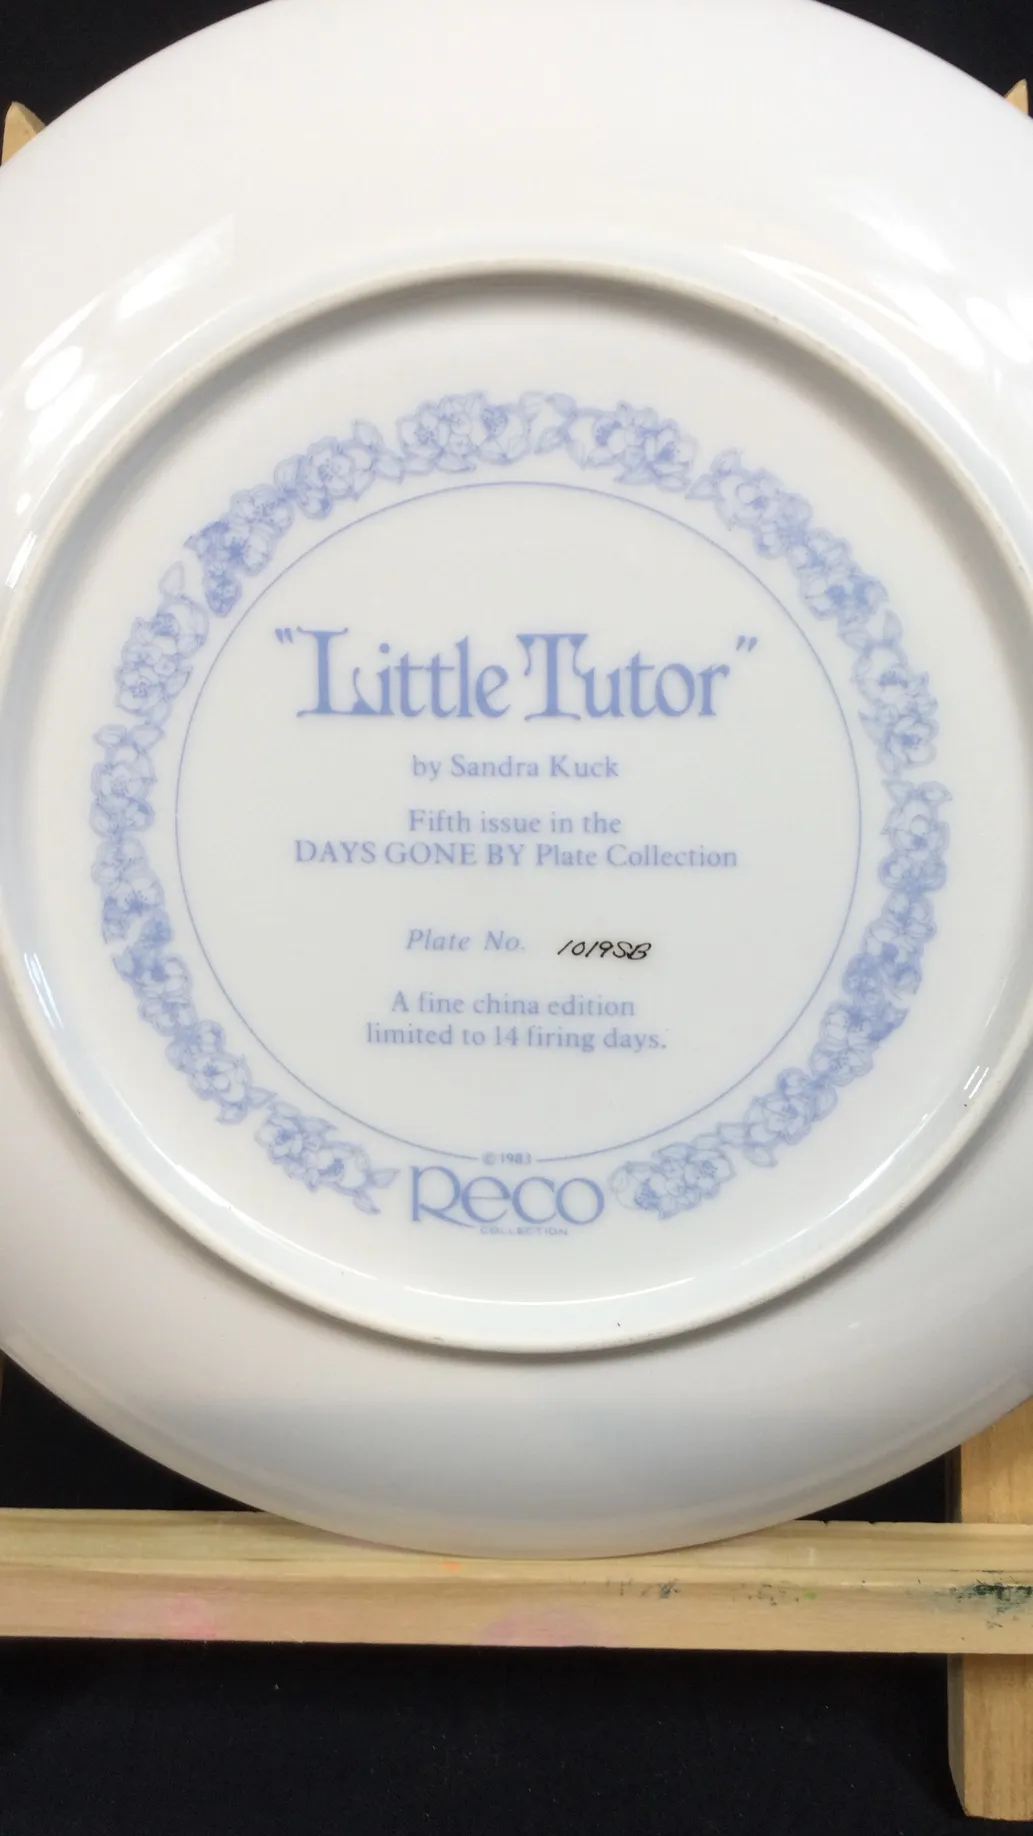 "Little Tutor"
by Sandra Kuck
Fifth issue in the
DAYS GONE BY Plate Collection
Plate No. 1019SB
A fine china edition
limited to 14 firing days.
© 1983
Reco
COLLECTION